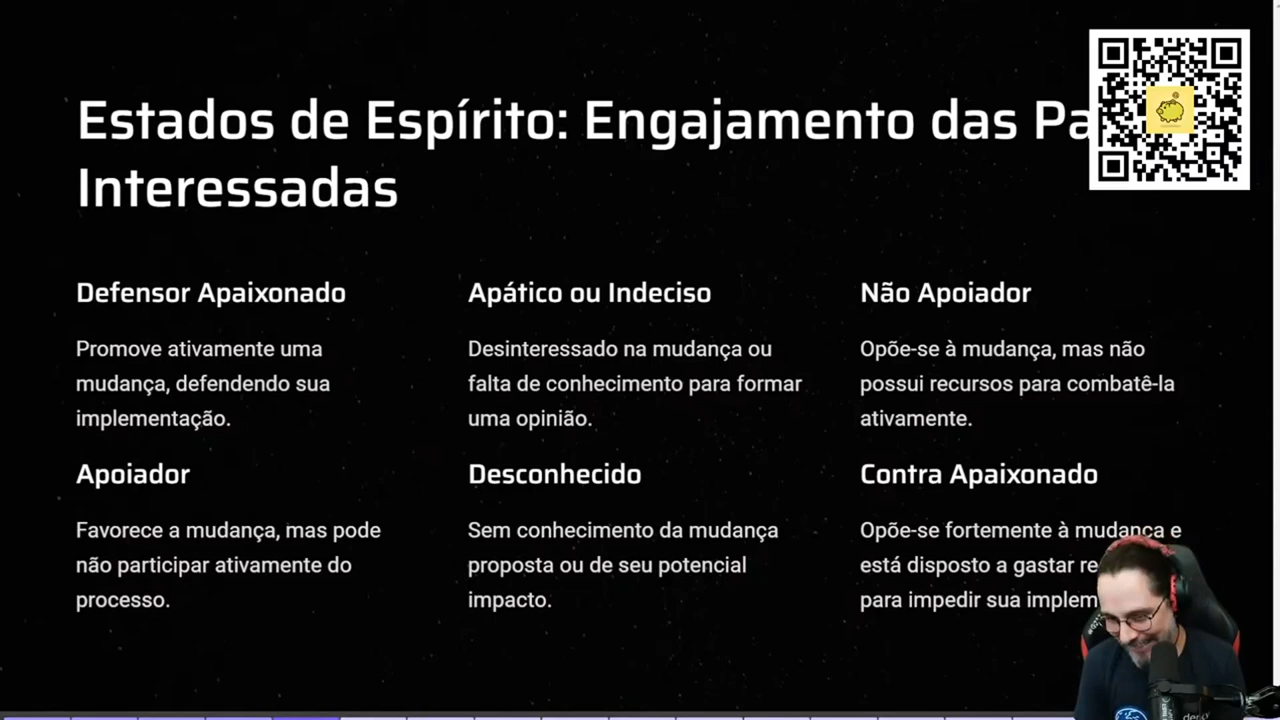 Estados de Espírito: Engajamento das
Interessadas
Defensor Apaixonado
Promove ativamente uma
mudança, defendendo sua
implementação.
Apático ou Indeciso
Desinteressado na mudança ou
falta de conhecimento para formar
uma opinião.
Não Apoiador
Opõe-se à mudança, mas não
possui recursos para combatê-la
ativamente.
Apoiador
Favorece a mudança, mas pode
não participar ativamente do
processo.
Desconhecido
Sem conhecimento da mudança
proposta ou de seu potencial
impacto.
Contra Apaixonado
Opõe-se fortemente à mudança e
está disposto a gastar
para impedir sua